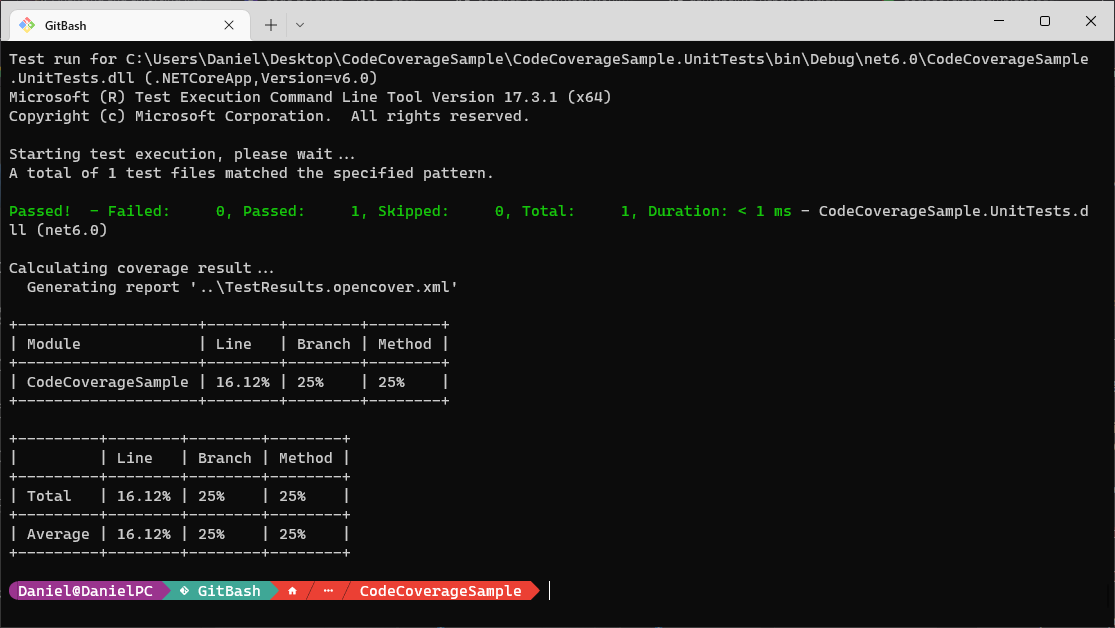 GitBash
Test run for C:\Users\Daniel\Desktop\CodeCoverageSample\CodeCoverageSample.UnitTests\bin\Debug\net6.0\CodeCoverageSample
.UnitTests.dll (.NETCoreApp,Version=v6.0)
Microsoft (R) Test Execution Command Line Tool Version 17.3.1 (x64)
Copyright (c) Microsoft Corporation.  All rights reserved.

Starting test execution, please wait...
A total of 1 test files matched the specified pattern.

Passed!  - Failed:     0, Passed:     1, Skipped:     0, Total:     1, Duration: < 1 ms - CodeCoverageSample.UnitTests.d
ll (net6.0)

Calculating coverage result...
  Generating report '..\TestResults.opencover.xml'

+--------------------+--------+--------+--------+
| Module             | Line   | Branch | Method |
+--------------------+--------+--------+--------+
| CodeCoverageSample | 16.12% | 25%    | 25%    |
+--------------------+--------+--------+--------+

+---------+--------+--------+--------+
|         | Line   | Branch | Method |
+---------+--------+--------+--------+
| Total   | 16.12% | 25%    | 25%    |
+---------+--------+--------+--------+
| Average | 16.12% | 25%    | 25%    |
+---------+--------+--------+--------+

Daniel@DanielPC GitBash ... CodeCoverageSample